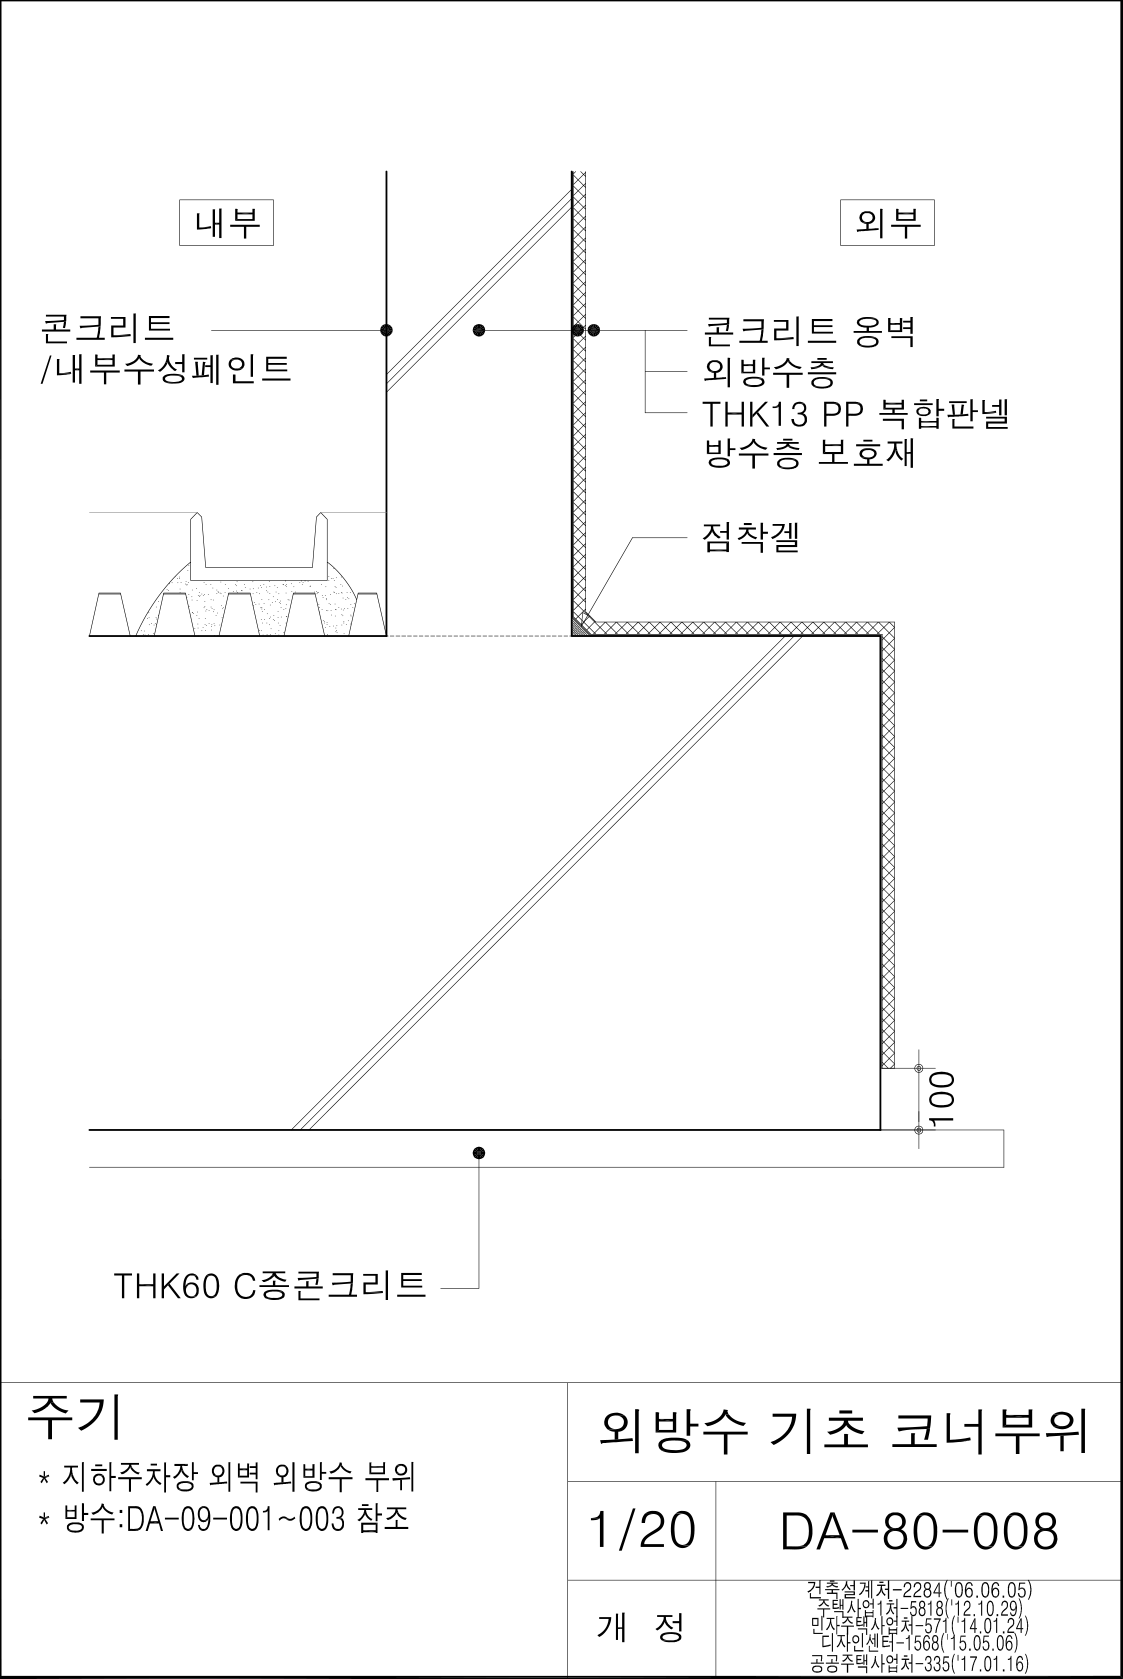 내부
외부
콘크리트
/내부수성페인트
콘크리트 옹벽
외방수층
THK13 PP 복합판넬
방수층 보호재
점착겔
100
THK60 C종콘크리트
주기
* 지하주차장 외벽 외방수 부위
* 방수:DA-09-001~003 참조
외방수 기초 코너부위
1/20
DA-80-008
개 정
건축설계처-2284('06.06.05)
주택사업1처-5818('12.10.29)
민자주택사업처-571('14.01.24)
디자인센터-1568('15.05.06)
공공주택사업처-335('17.01.16)